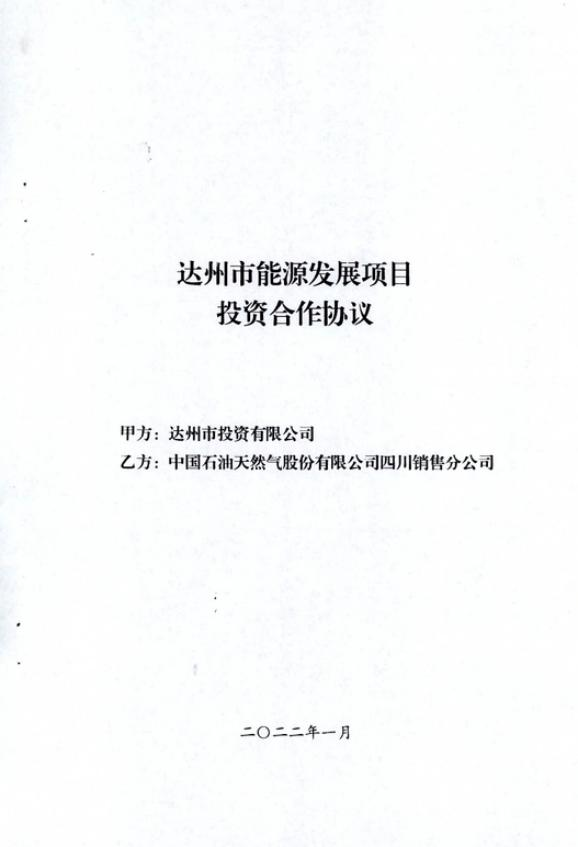 达州市能源发展项目
投资合作协议
甲方：达州市投资有限公司
乙方：中国石油天然气股份有限公司四川销售分公司
二〇二二年一月